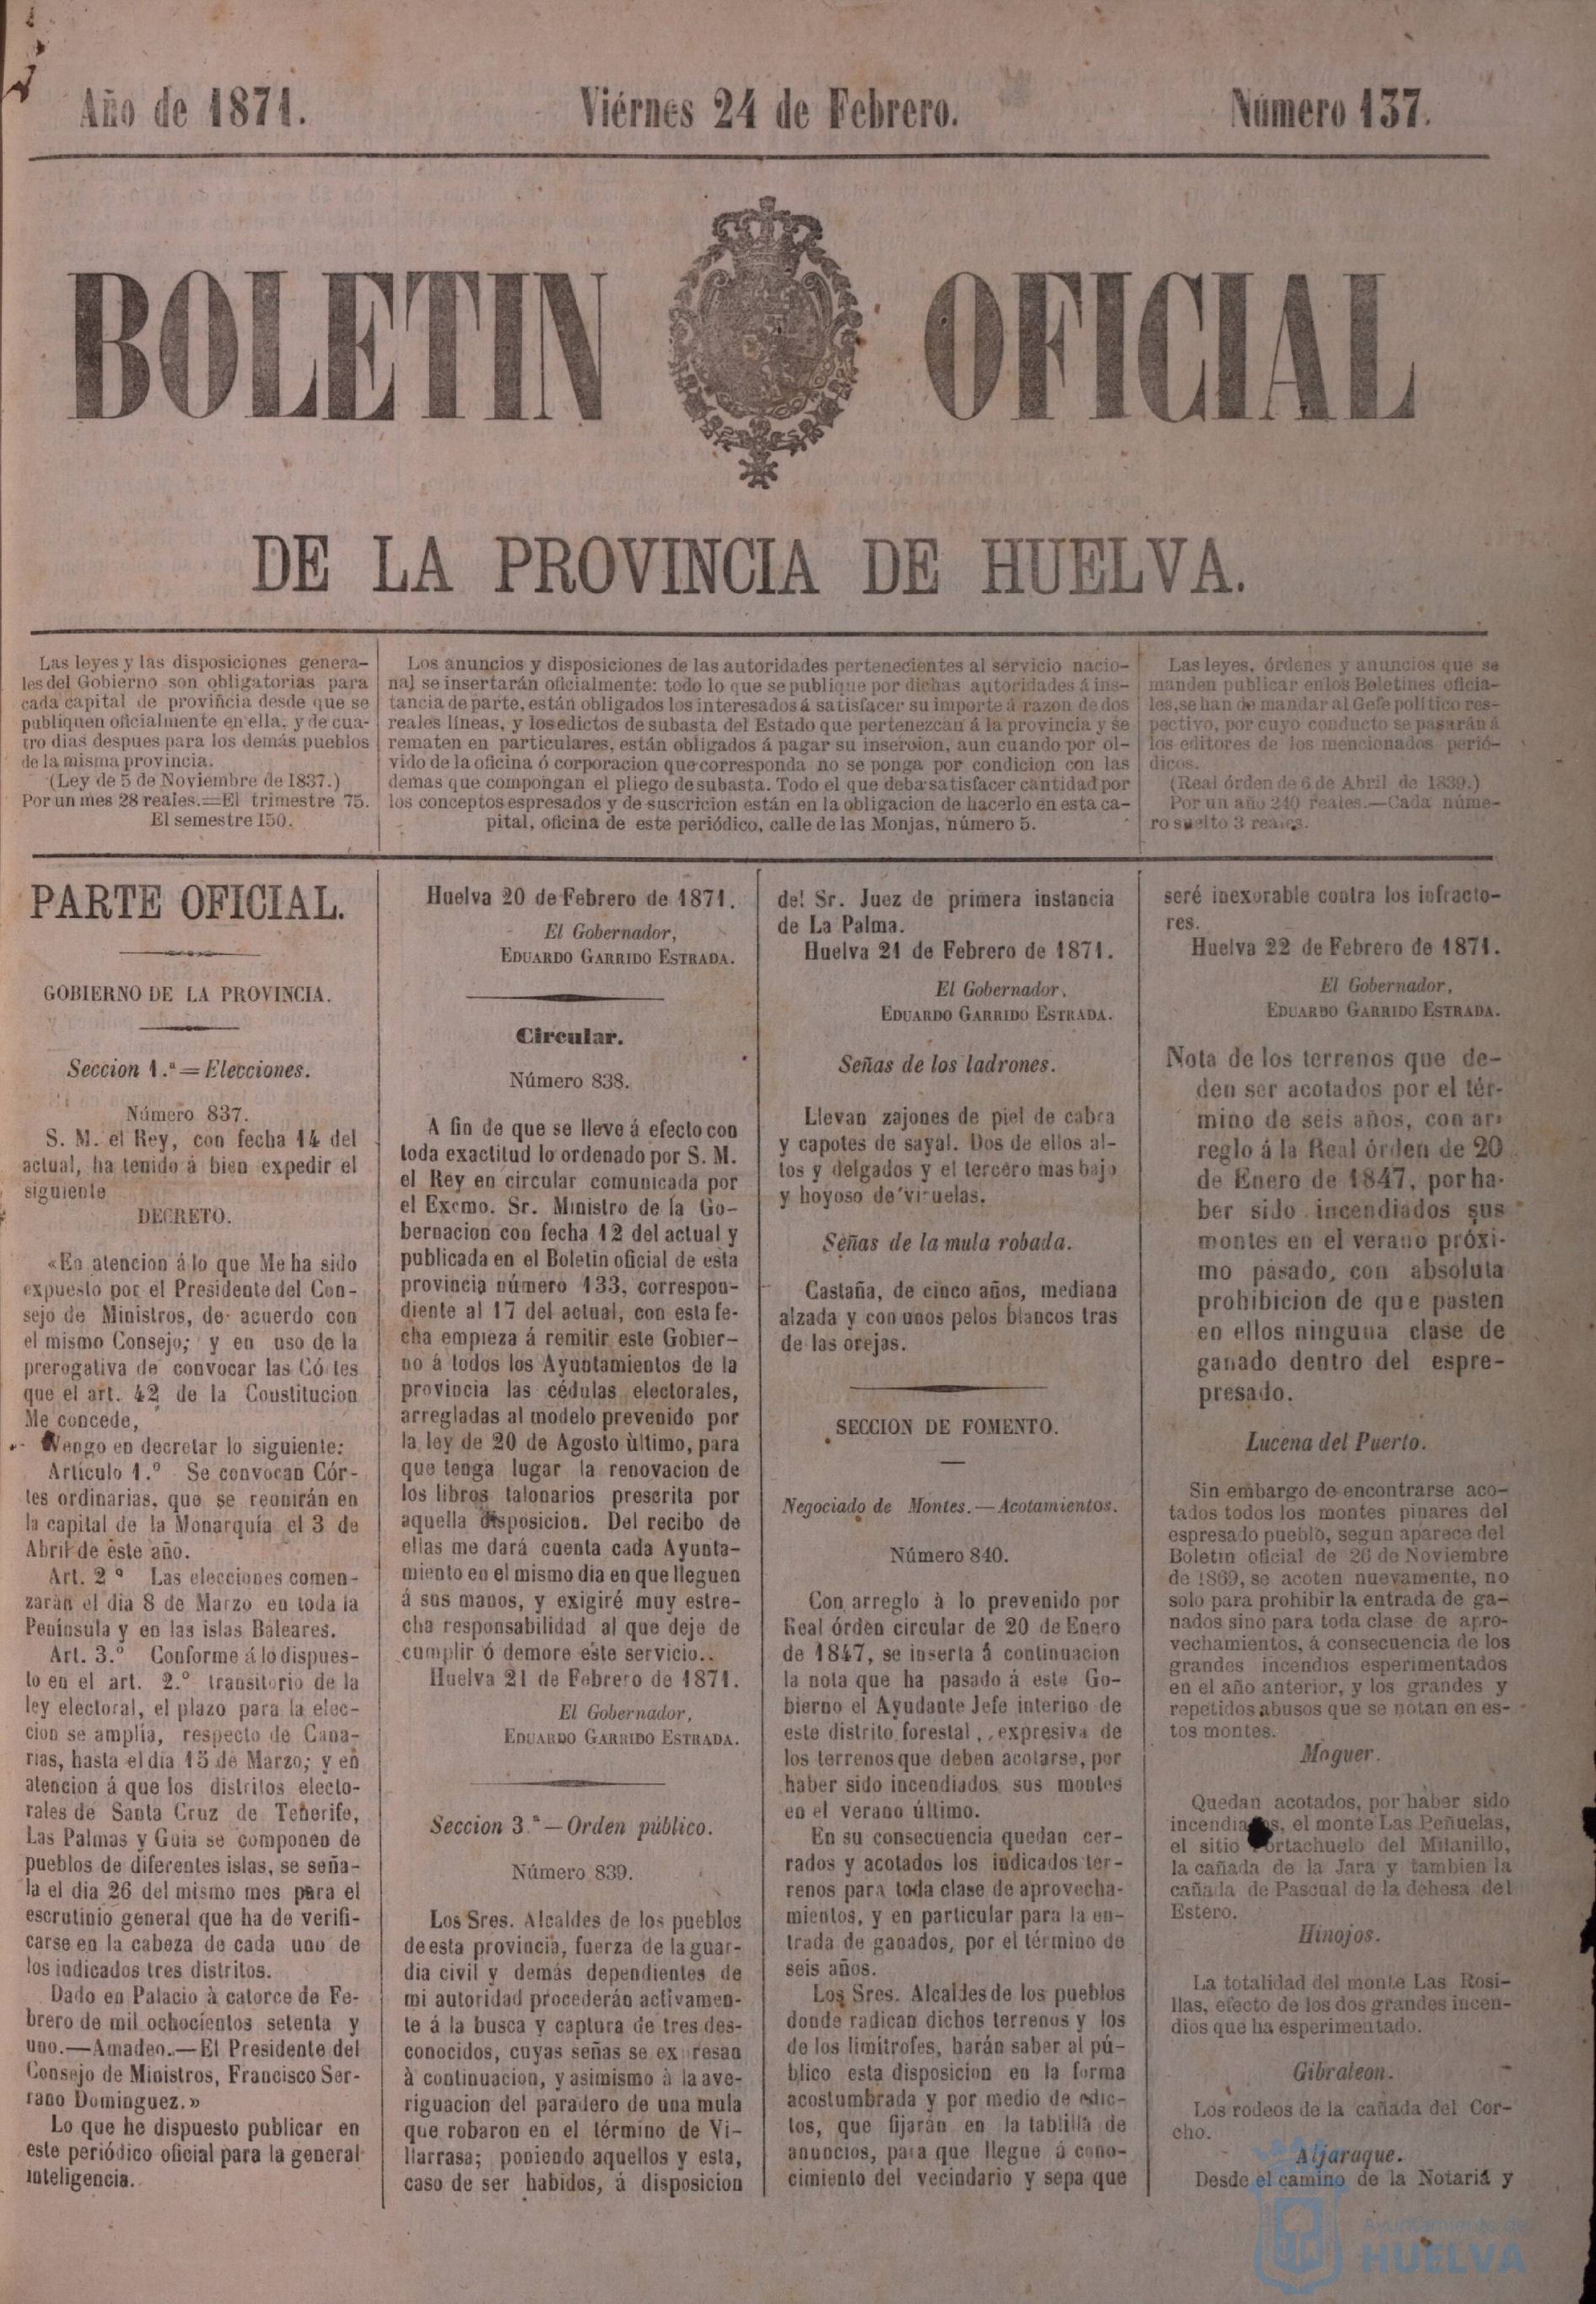 Año de 1871.
Viérnes 24 de Febrero.
Número 137.
BOLETIN OFICIAL
DE LA PROVINCIA DE HUELVA.
Las leyes y las disposiciones genera-
les del Gobierno son obligatorias para
cada capital de provincia desde que se
publiquen oficialmente en ella, y de cua-
tro dias despues para los demás pueblos
de la misma provincia.
(Ley de 5 de Noviembre de 1837.)
Por un mes 28 reales.—El trimestre 75.
El semestre 150.
Los anuncios y disposiciones de las autoridades pertenecientes al servicio nacio-
nal se insertarán oficialmente: todo lo que se publique por dichas autoridades á ins-
tancia de parte, están obligados los interesados á satisfacer su importe á razon de dos
reales líneas, y los edictos de subasta del Estado que pertenezcan á la provincia y se
rematen en particulares, están obligados á pagar su insercion, aun cuando por ol-
vido de la oficina ó corporacion que corresponda no se ponga por condicion con las
demas que compongan el pliego de subasta. Todo el que deba satisfacer cantidad por
los conceptos espresados y de suscricion están en la obligacion de hacerlo en esta ca-
pital, oficina de este periódico, calle de las Monjas, número 5.
Las leyes, órdenes y anuncios que se
manden publicar en los Boletines oficia-
les, se han de mandar al Gefe político res-
pectivo, por cuyo conducto se pasarán á
los editores de los mencionados perió-
dicos.
(Real órden de 6 de Abril de 1839.)
Por un año 240 reales.—Cada núme-
ro suelto 3 reales.
PARTE OFICIAL.
GOBIERNO DE LA PROVINCIA.
Seccion 1.ª = Elecciones.
Número 837.
S. M. el Rey, con fecha 14 del
actual, ha tenido á bien expedir el
siguiente
DECRETO.
«En atencion á lo que Me ha sido
expuesto por el Presidente del Con-
sejo de Ministros, de acuerdo con
el mismo Consejo; y en uso de la
prerogativa de convocar las Córtes
que el art. 42 de la Constitucion
Me concede,
Vengo en decretar lo siguiente:
Artículo 1.º Se convocan Cór-
tes ordinarias, que se reunirán en
la capital de la Monarquía el 3 de
Abril de este año.
Art. 2º Las elecciones comen-
zarán el dia 8 de Marzo en toda la
Península y en las islas Baleares.
Art. 3.º Conforme á lo dispues-
to en el art. 2.º transitorio de la
ley electoral, el plazo para la elec-
cion se amplía, respecto de Cana-
rias, hasta el dia 15 de Marzo; y en
atencion á que los distritos electo-
rales de Santa Cruz de Tenerife,
Las Palmas y Guia se componen de
pueblos de diferentes islas, se seña-
la el dia 26 del mismo mes para el
escrutinio general que ha de verifi-
carse en la cabeza de cada uno de
los indicados tres distritos.
Dado en Palacio à catorce de Fe-
brero de mil ochocientos setenta y
uno.—Amadeo.—El Presidente del
Consejo de Ministros, Francisco Ser-
rano Dominguez.»
Lo que he dispuesto publicar en
este periódico oficial para la general
inteligencia.
Huelva 20 de Febrero de 1871.
El Gobernador,
EDUARDO GARRIDO ESTRADA.
Circular.
Número 838.
A fin de que se lleve á efecto con
toda exactitud lo ordenado por S. M.
el Rey en circular comunicada por
el Excmo. Sr. Ministro de la Go-
bernacion con fecha 12 del actual y
publicada en el Boletin oficial de esta
provincia número 133, correspon-
diente al 17 del actual, con esta fe-
cha empieza á remitir este Gobier-
no á todos los Ayuntamientos de la
provincia las cédulas electorales,
arregladas al modelo prevenido por
la ley de 20 de Agosto último, para
que tenga lugar la renovacion de
los libros talonarios prescrita por
aquella disposicion. Del recibo de
ellas me dará cuenta cada Ayunta-
miento en el mismo dia en que lleguen
á sus manos, y exigiré muy estre-
cha responsabilidad al que deje de
cumplir ó demore este servicio.
Huelva 21 de Febrero de 1871.
El Gobernador,
EDUARDO GARRIDO ESTRADA.
Seccion 3.ª — Orden público.
Número 839.
Los Sres. Alcaldes de los pueblos
de esta provincia, fuerza de la guar-
dia civil y demás dependientes de
mi autoridad procederán activamen-
te á la busca y captura de tres des-
conocidos, cuyas señas se expresan
à continuacion, y asimismo à la ave-
riguacion del paradero de una mula
que robaron en el término de Vi-
llarrasa; poniendo aquellos y esta,
caso de ser habidos, á disposicion
del Sr. Juez de primera instancia
de La Palma.
Huelva 21 de Febrero de 1871.
El Gobernador,
EDUARDO GARRIDO ESTRADA.
Señas de los ladrones.
Llevan zajones de piel de cabra
y capotes de sayal. Dos de ellos al-
tos y delgados y el tercero mas bajo
y hoyoso de viruelas.
Señas de la mula robada.
Castaña, de cinco años, mediana
alzada y con unos pelos blancos tras
de las orejas.
SECCION DE FOMENTO.
Negociado de Montes.—Acotamientos.
Número 840.
Con arreglo à lo prevenido por
Real órden circular de 20 de Enero
de 1847, se inserta á continuacion
la nota que ha pasado á este Go-
bierno el Ayudante Jefe interino de
este distrito forestal, expresiva de
los terrenos que deben acotarse, por
haber sido incendiados sus montes
en el verano último.
En su consecuencia quedan cer-
rados y acotados los indicados ter-
renos para toda clase de aprovecha-
mientos, y en particular para la en-
trada de ganados, por el término de
seis años.
Los Sres. Alcaldes de los pueblos
donde radican dichos terrenos y los
de los limítrofes, harán saber al pú-
blico esta disposicion en la forma
acostumbrada y por medio de edic-
tos, que fijarán en la tablilla de
anuncios, para que llegue á cono-
cimiento del vecindario y sepa que
seré inexorable contra los infracto-
res.
Huelva 22 de Febrero de 1871.
El Gobernador,
EDUARDO GARRIDO ESTRADA.
Nota de los terrenos que de-
den ser acotados por el tér-
mino de seis años, con ar-
reglo á la Real órden de 20
de Enero de 1847, por ha-
ber sido incendiados sus
montes en el verano próxi-
mo pasado, con absoluta
prohibicion de que pasten
en ellos ninguna clase de
ganado dentro del espre-
presado.
Lucena del Puerto.
Sin embargo de encontrarse aco-
tados todos los montes pinares del
espresado pueblo, segun aparece del
Boletin oficial de 26 de Noviembre
de 1869, se acoten nuevamente, no
solo para prohibir la entrada de ga-
nados sino para toda clase de apro-
vechamientos, á consecuencia de los
grandes incendios esperimentados
en el año anterior, y los grandes y
repetidos abusos que se notan en es-
tos montes.
Moguer.
Quedan acotados, por haber sido
incendiados, el monte Las Peñuelas,
el sitio Portachuelo del Milanillo,
la cañada de la Jara y tambien la
cañada de Pascual de la dehesa del
Estero.
Hinojos.
La totalidad del monte Las Rosi-
llas, efecto de los dos grandes incen-
dios que ha esperimentado.
Gibraleon.
Los rodeos de la cañada del Cor-
cho.
Aljaraque.
Desde el camino de la Notariá y
Ayuntamiento de
HUELVA